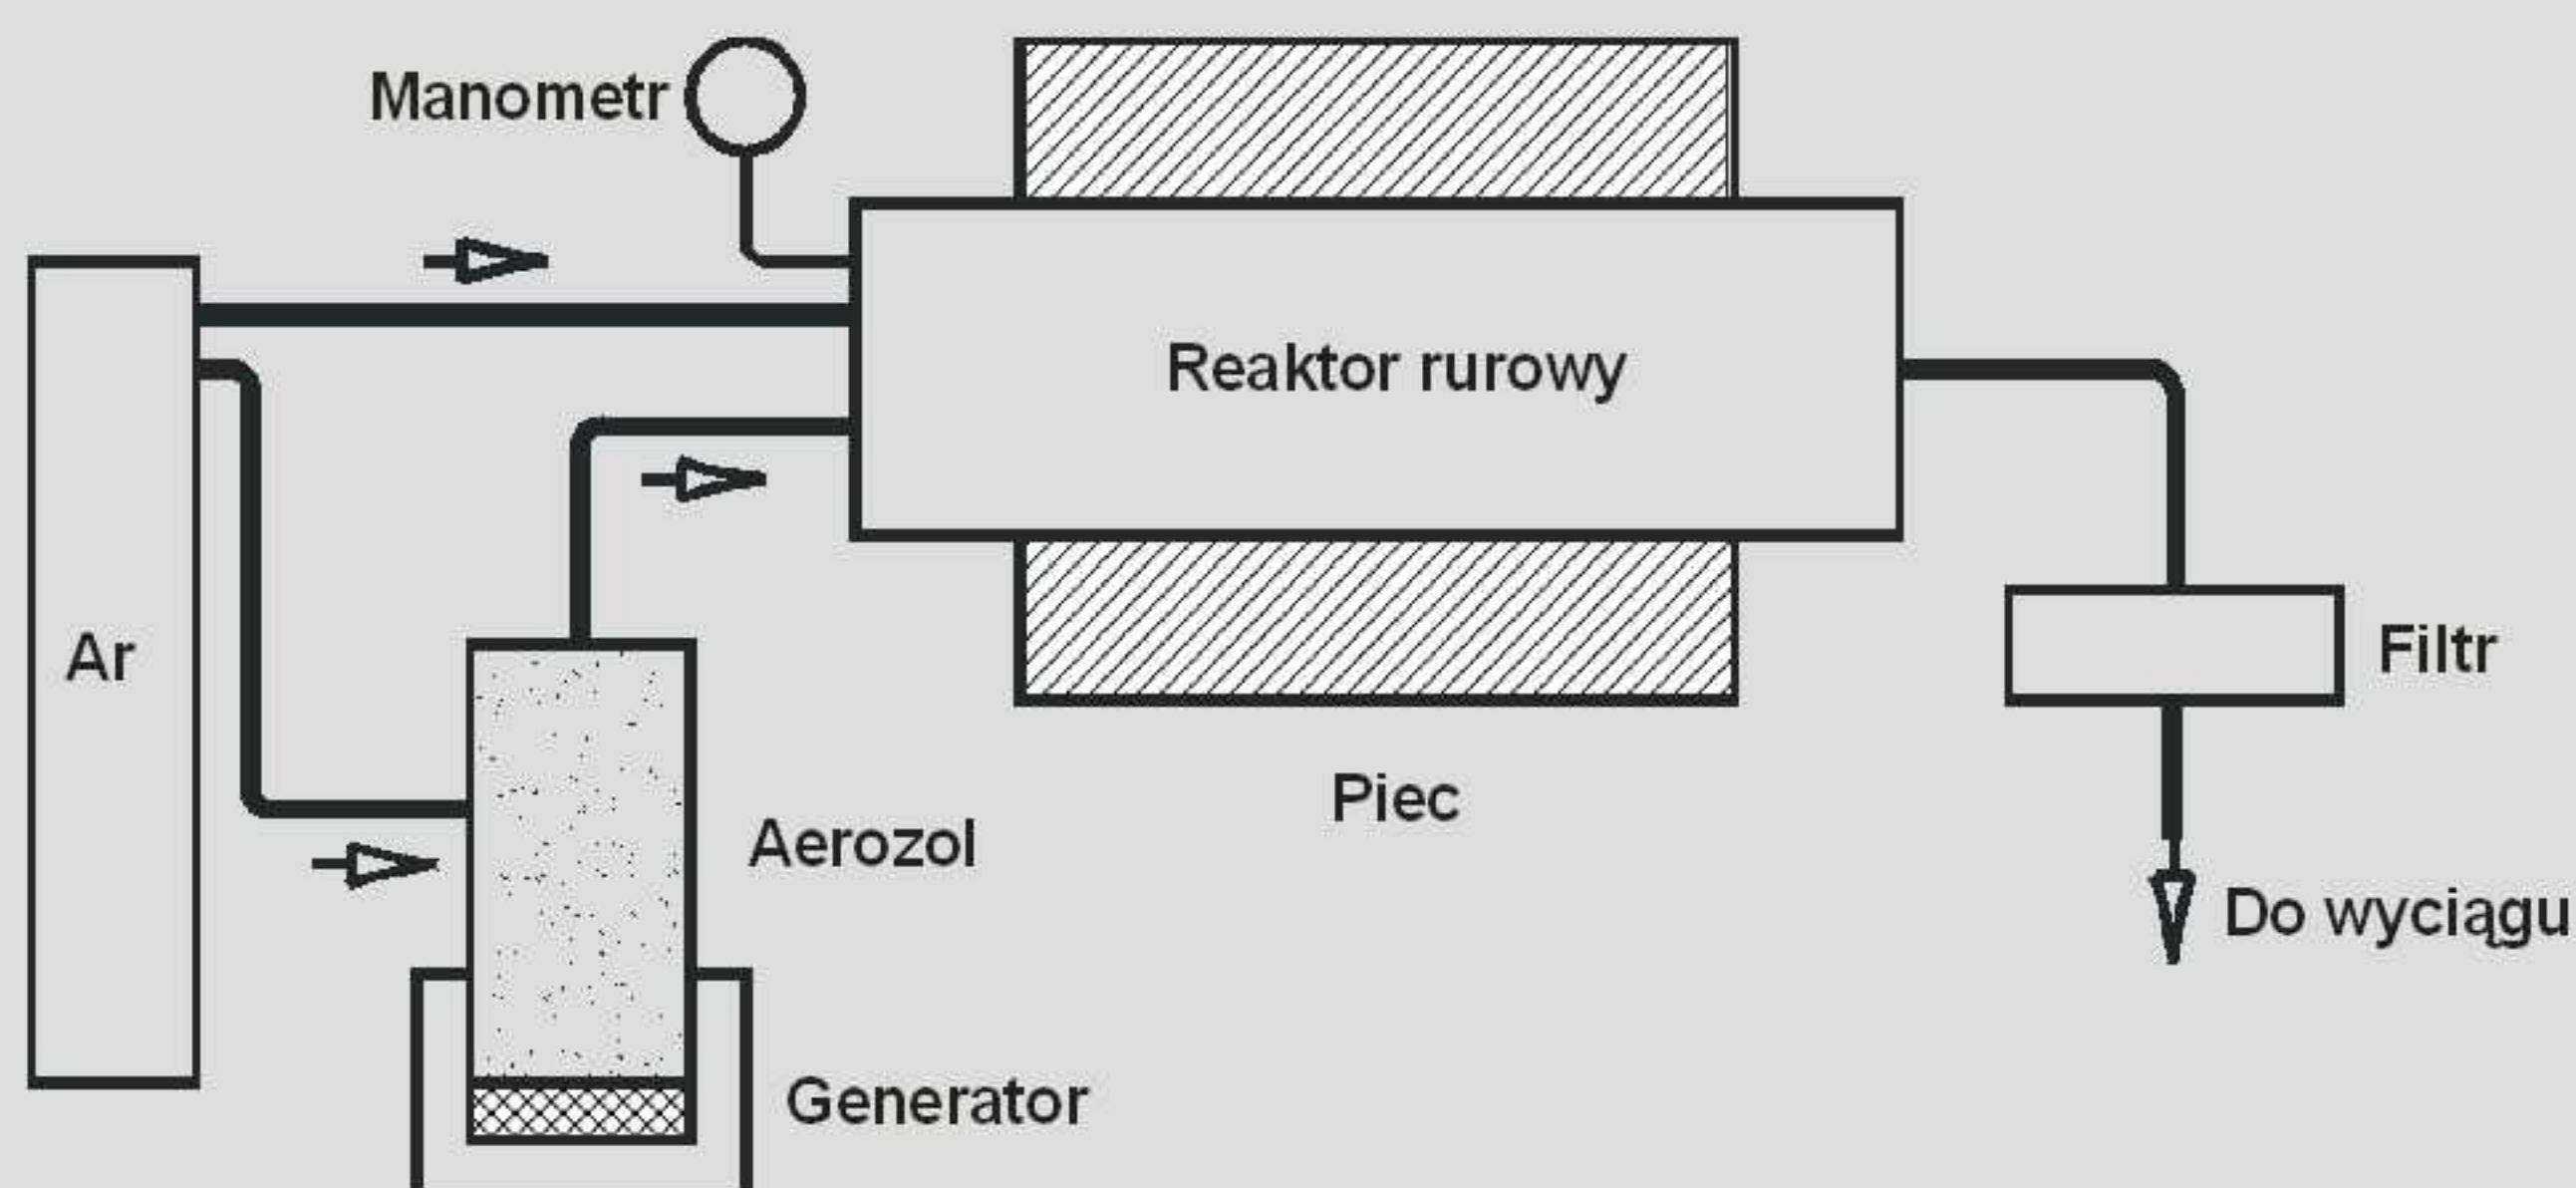 Manometr
Reaktor rurowy
Ar
Filtr
Piec
Aerozol
Do wyciągu
Generator